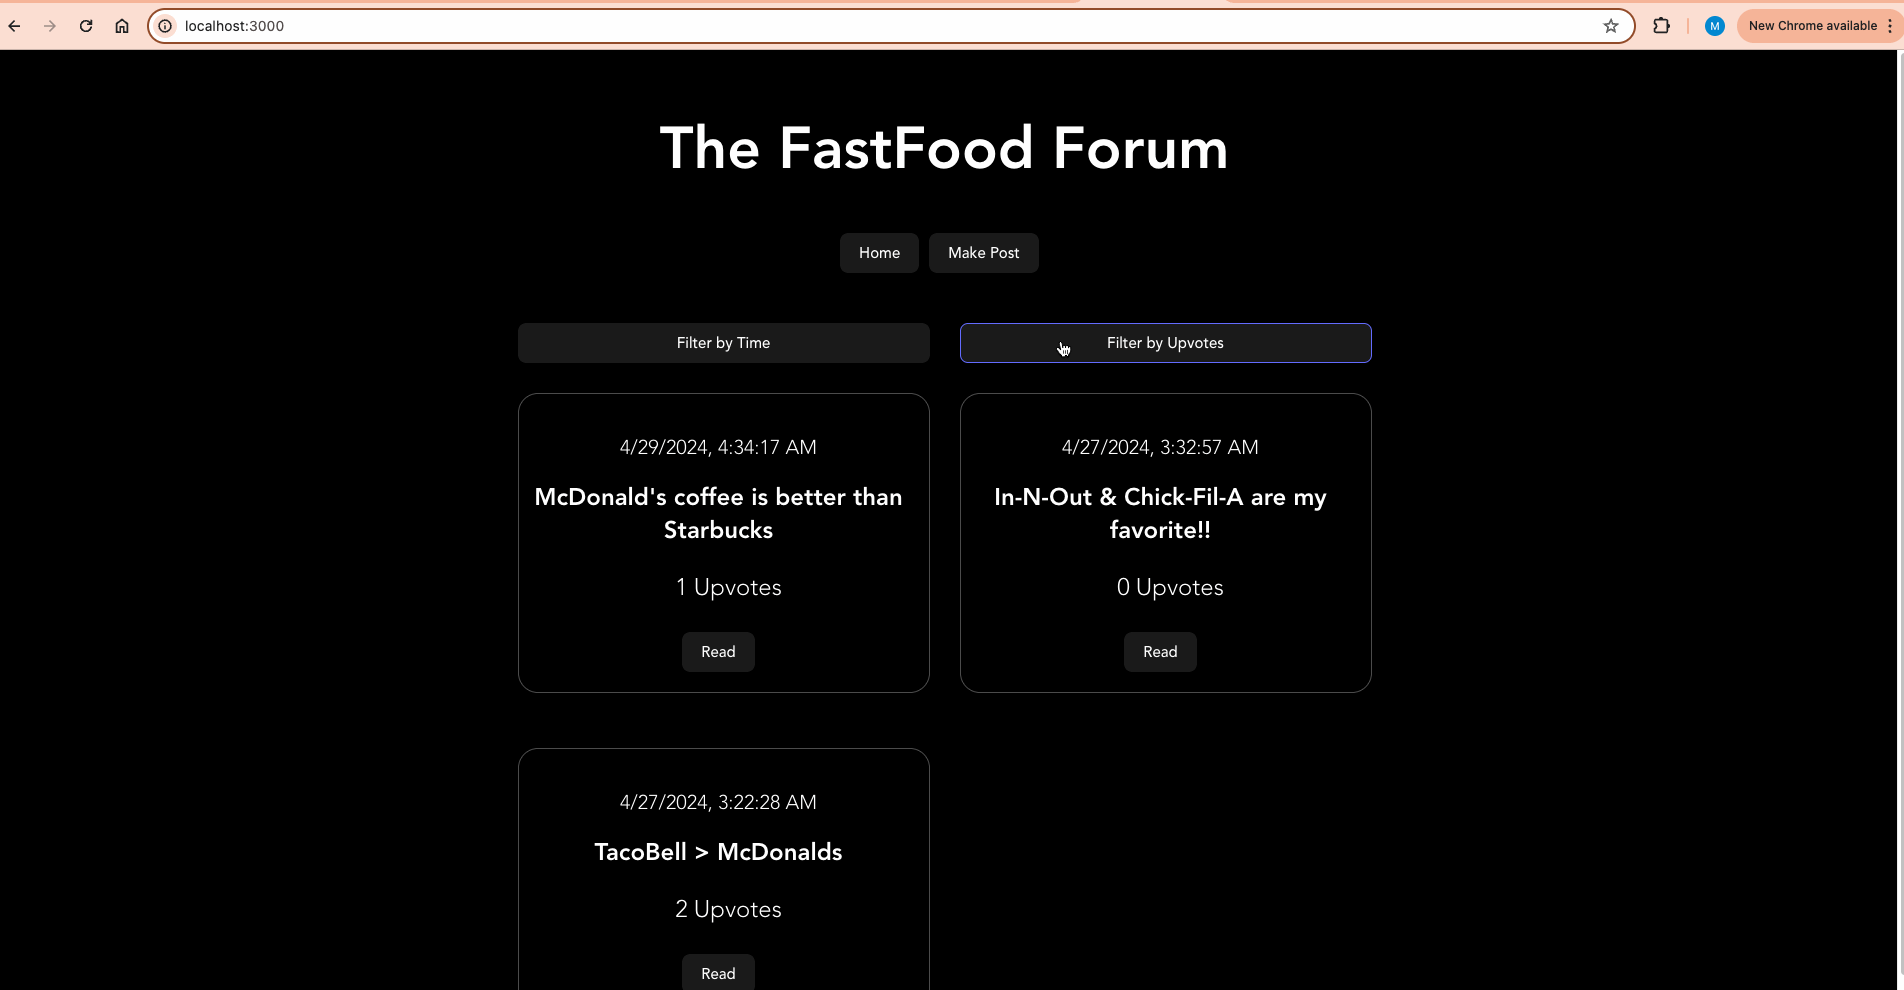 localhost:3000
M
New Chrome available
The FastFood Forum
Home
Make Post
Filter by Time
Filter by Upvotes
4/29/2024, 4:34:17 AM
McDonald's coffee is better than
Starbucks
1 Upvotes
Read
4/27/2024, 3:32:57 AM
In-N-Out & Chick-Fil-A are my
favorite!!
0 Upvotes
Read
4/27/2024, 3:22:28 AM
TacoBell > McDonalds
2 Upvotes
Read